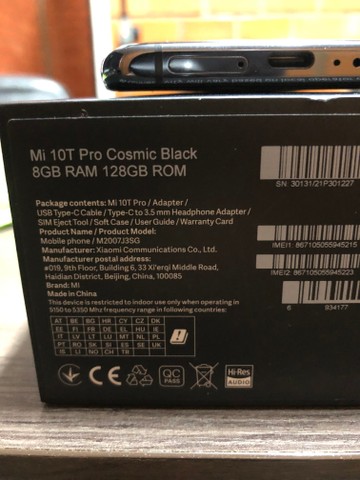 Mi 10T Pro Cosmic Black
8GB RAM 128GB ROM
SN: 30131/21P301227
Package contents: Mi 10T Pro / Adapter /
USB Type-C Cable / Type-C to 3.5 mm Headphone Adapter /
SIM Eject Tool / Soft Case / User Guide / Warranty Card
Product Name / Product Model:
Mobile phone / M2007J3SG
IMEI1: 867105055945215
Manufacturer: Xiaomi Communications Co., Ltd.
Manufacturer postal address:
#019, 9th Floor, Building 6, 33 Xi'erqi Middle Road,
Haidian District, Beijing, China, 100085
IMEI2 867105055945223
Brand: MI
Made in China
This device is restricted to indoor use only when operating in
5150 to 5350 Mhz frequency range in following countries:
6 934177
AT BE BG HR CY CZ DK
EE FI FR DE EL HU IE
IT LV LT LU MT NL PL
PT RO SK SI ES SE UK
IS LI NO CH TR
CE
QC PASS
Hi-Res
AUDIO